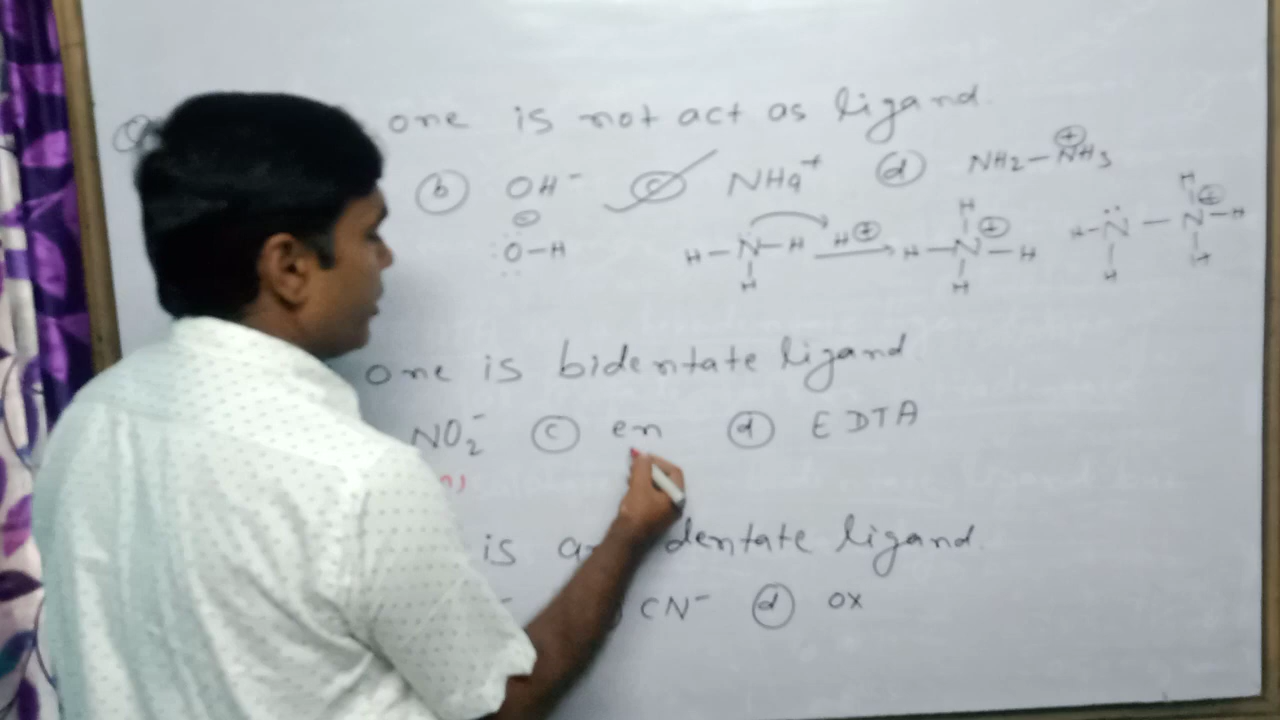 one is not act as ligand.
b OH⁻ c NH4⁺ d NH2-N⊕H3
:Ö⊖-H H-N̈-H H H⊕→ H-N⊕-H H H H-N̈-N⊕-H H H H
one is bidentate ligand
NO2⁻ c en d EDTA
is dentate ligand.
CN⁻ d ox